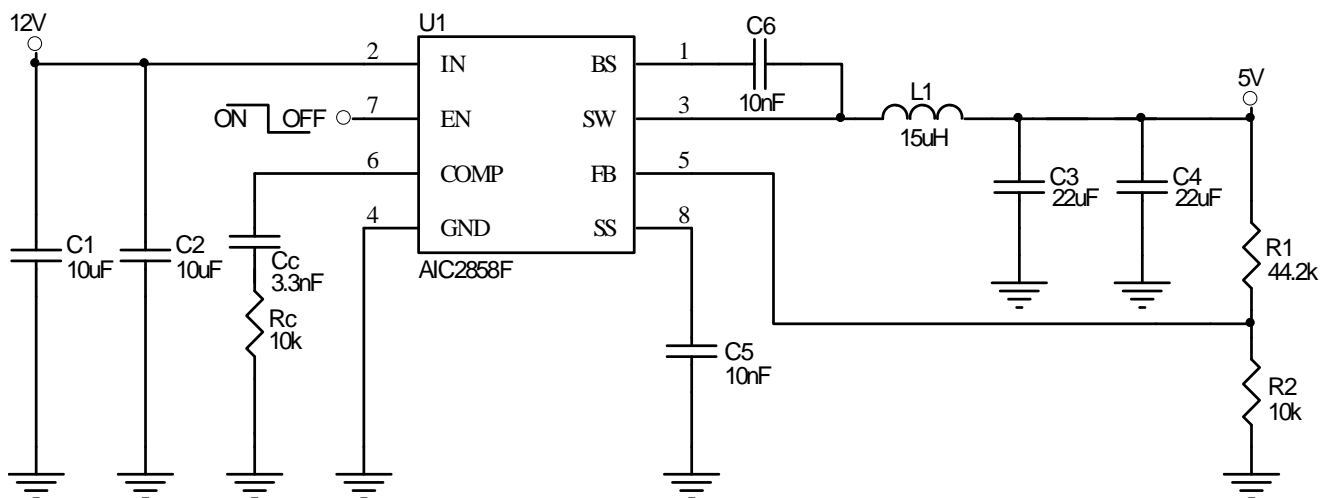 12V
U1
2 IN BS 1
C6
10nF
5V
ON OFF 7 EN SW 3
L1
15uH
6 COMP FB 5
4 GND SS 8
AIC2858F
C1
10uF
C2
10uF
Cc
3.3nF
Rc
10k
C3
22uF
C4
22uF
R1
44.2k
C5
10nF
R2
10k